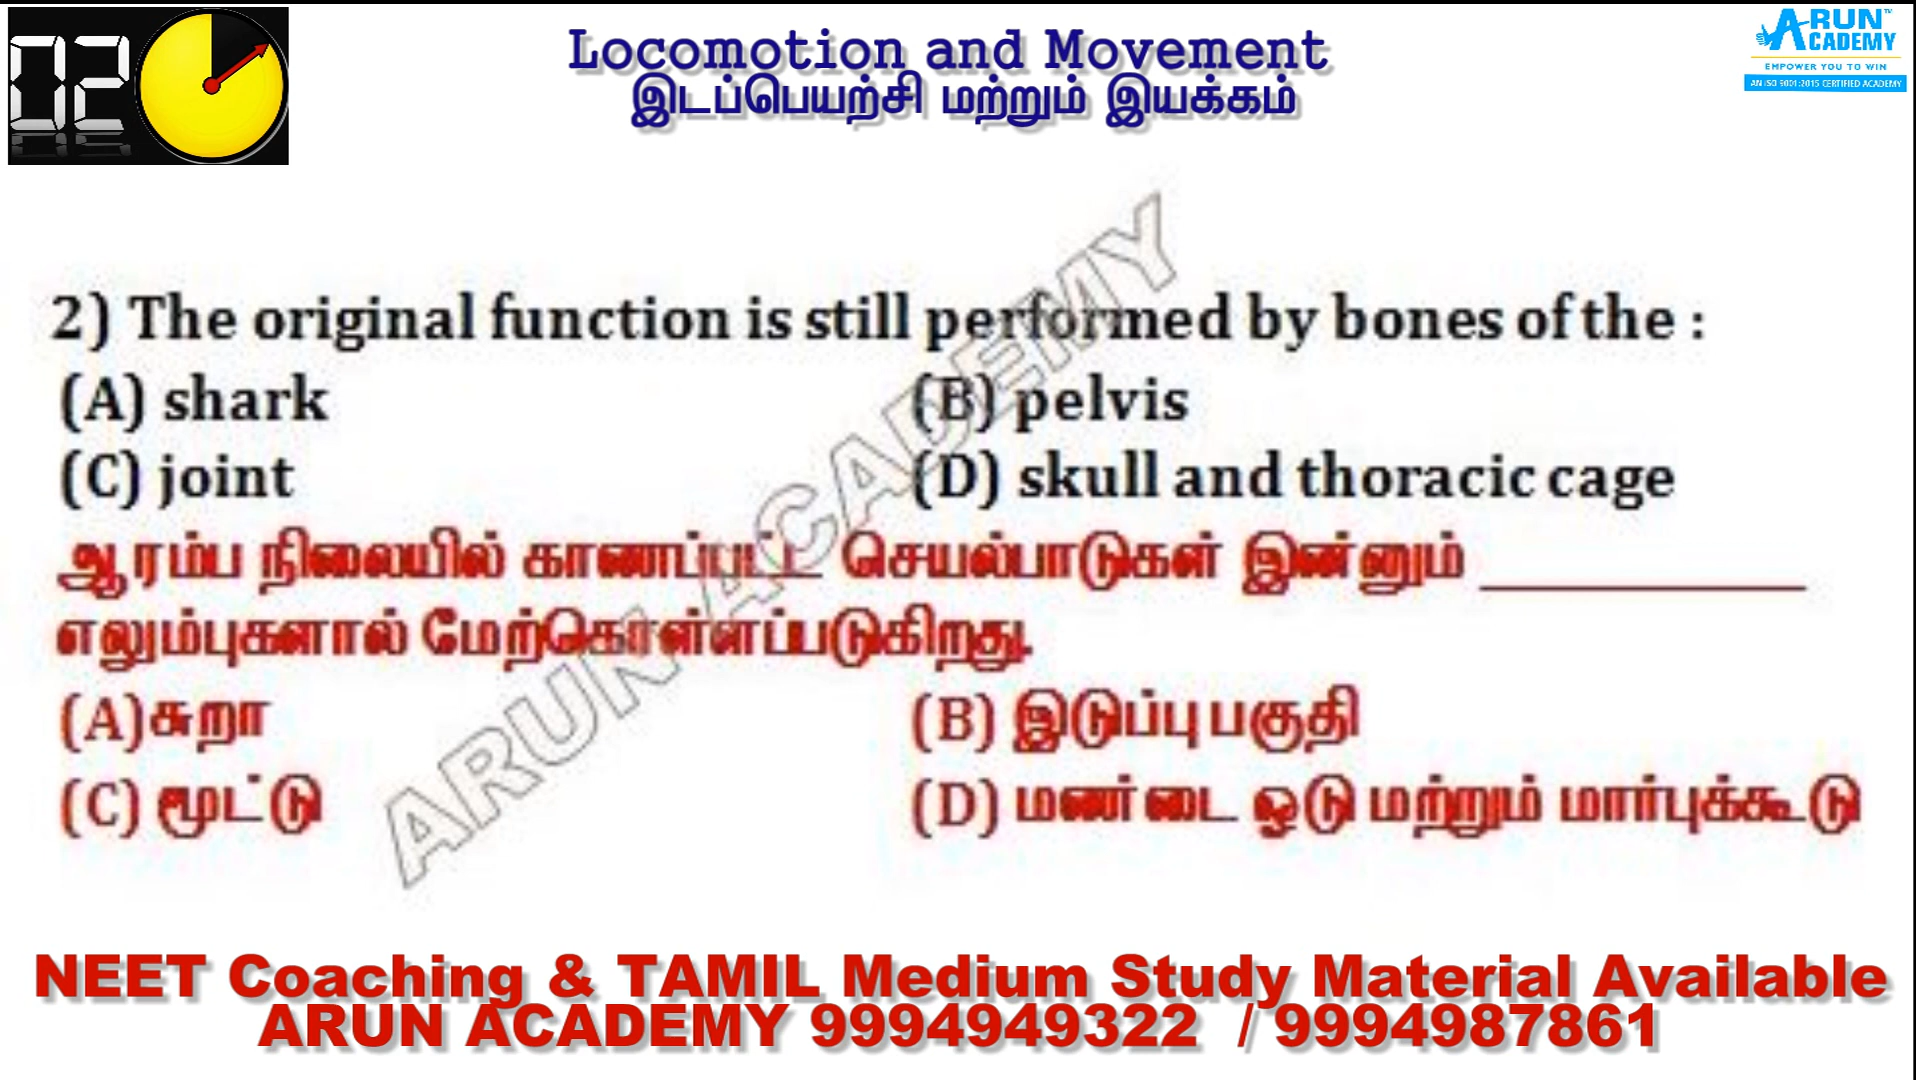 02
Locomotion and Movement
இடப்பெயற்சி மற்றும் இயக்கம்
ARUN TM
ACADEMY
EMPOWER YOU TO WIN
AN ISO 9001:2015 CERTIFIED ACADEMY
2) The original function is still performed by bones of the :
(A) shark (B) pelvis
(C) joint (D) skull and thoracic cage
ஆரம்ப நிலையில் காணப்பட்ட செயல்பாடுகள் இன்னும் ____________
எலும்புகளால் மேற்கொள்ளப்படுகிறது.
(A)சுறா (B) இடுப்பு பகுதி
(C) மூட்டு (D) மண்டை ஓடு மற்றும் மார்புக்கூடு
ARUN ACADEMY
NEET Coaching & TAMIL Medium Study Material Available
ARUN ACADEMY 9994949322 / 9994987861